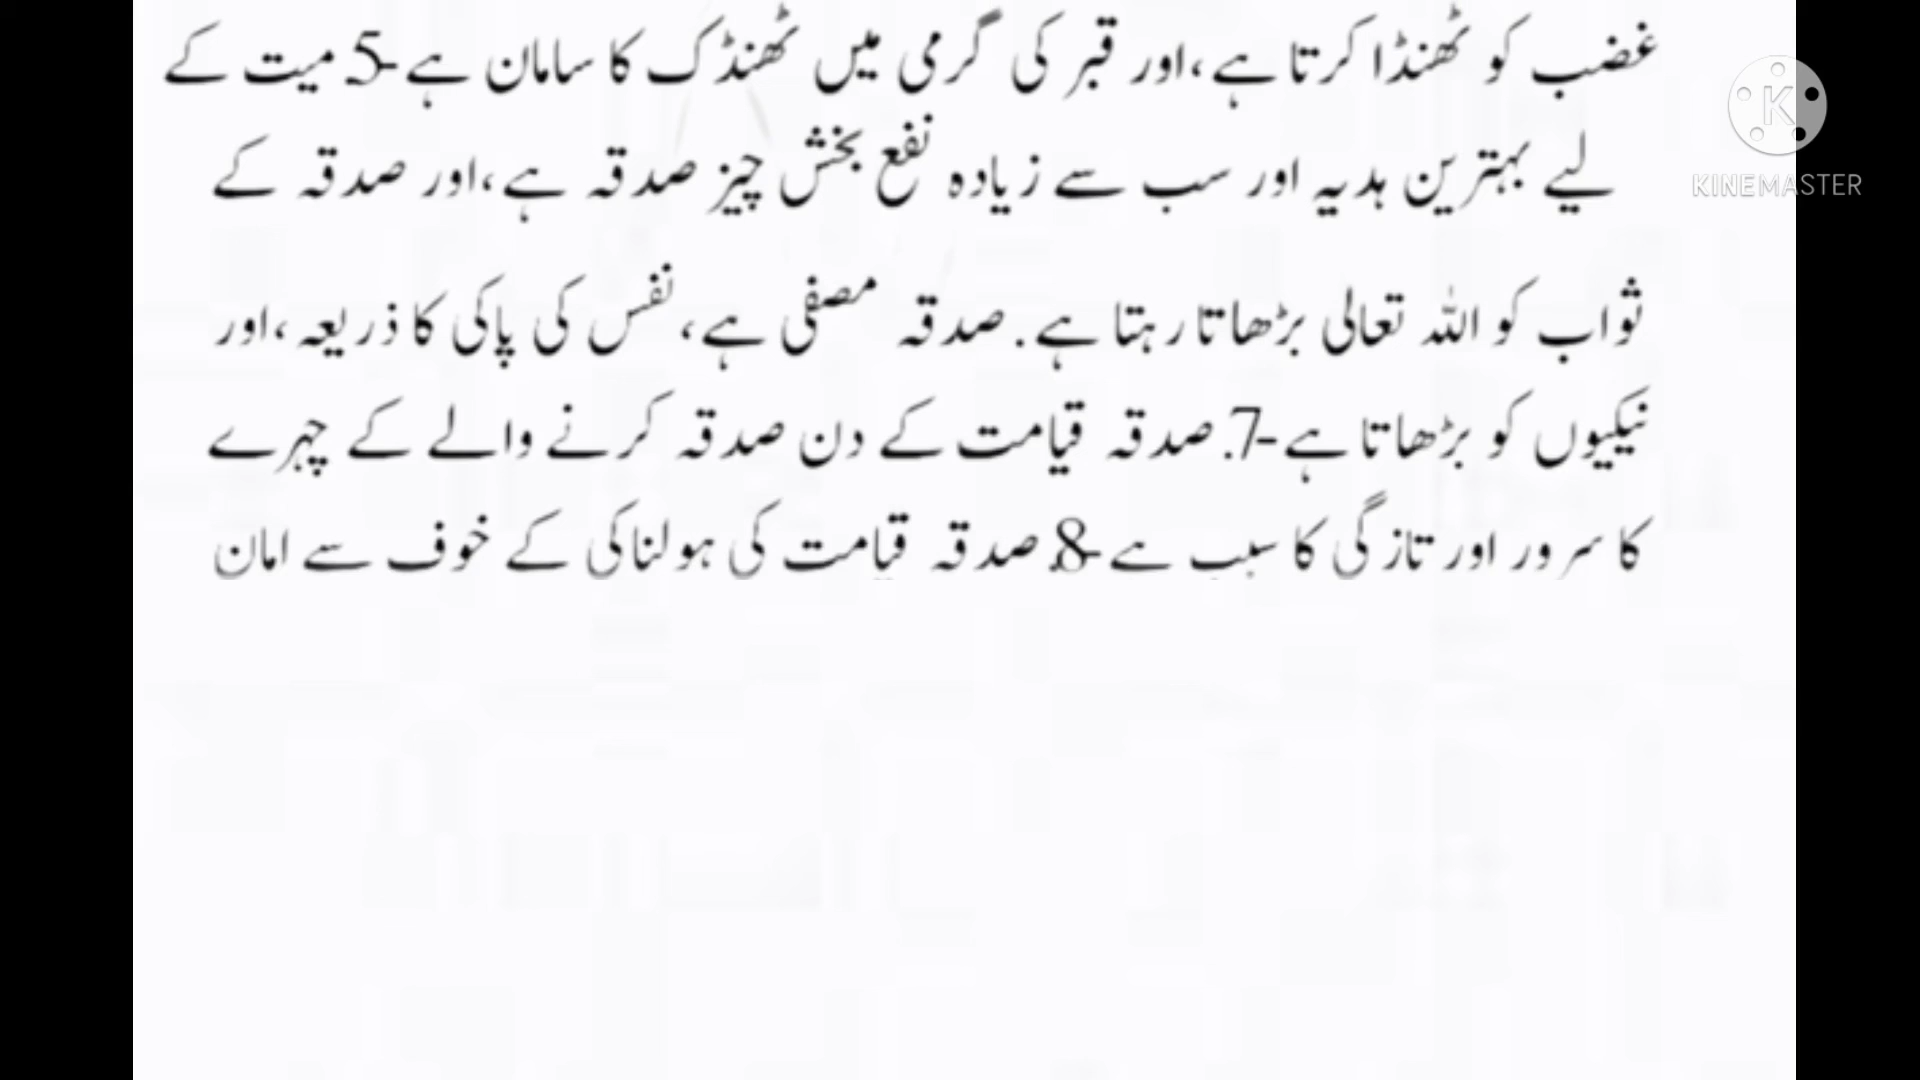 غضب کو ٹھنڈا کرتا ہے،اور قبر کی گرمی میں ٹھنڈک کا سامان ہے-5 میت کے
لیے بہترین ہدیہ اور سب سے زیادہ نفع بخش چیز صدقہ ہے،اور صدقہ کے
ثواب کو اللہ تعالی بڑھاتا رہتا ہے. صدقہ مصفی ہے، نفس کی پاکی کا ذریعہ،اور
نیکیوں کو بڑھاتا ہے-7. صدقہ قیامت کے دن صدقہ کرنے والے کے چہرے
کا سرور اور تازگی کا سبب ہے-8. صدقہ قیامت کی ہولناکی کے خوف سے امان
K
KINEMASTER